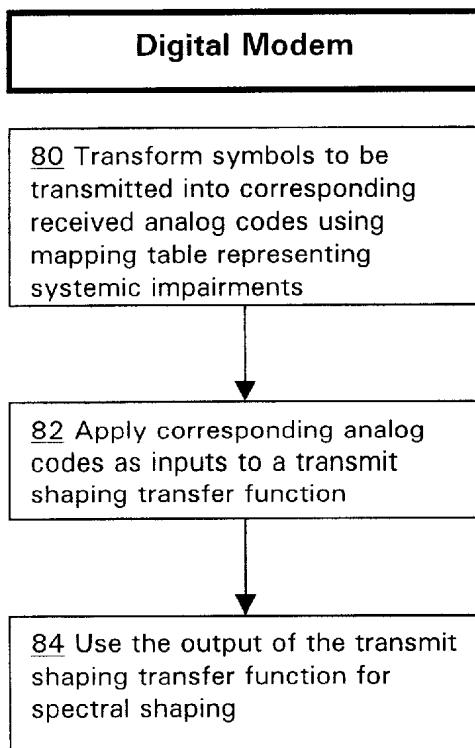 Digital Modem
80 Transform symbols to be
transmitted into corresponding
received analog codes using
mapping table representing
systemic impairments
82 Apply corresponding analog
codes as inputs to a transmit
shaping transfer function
84 Use the output of the transmit
shaping transfer function for
spectral shaping